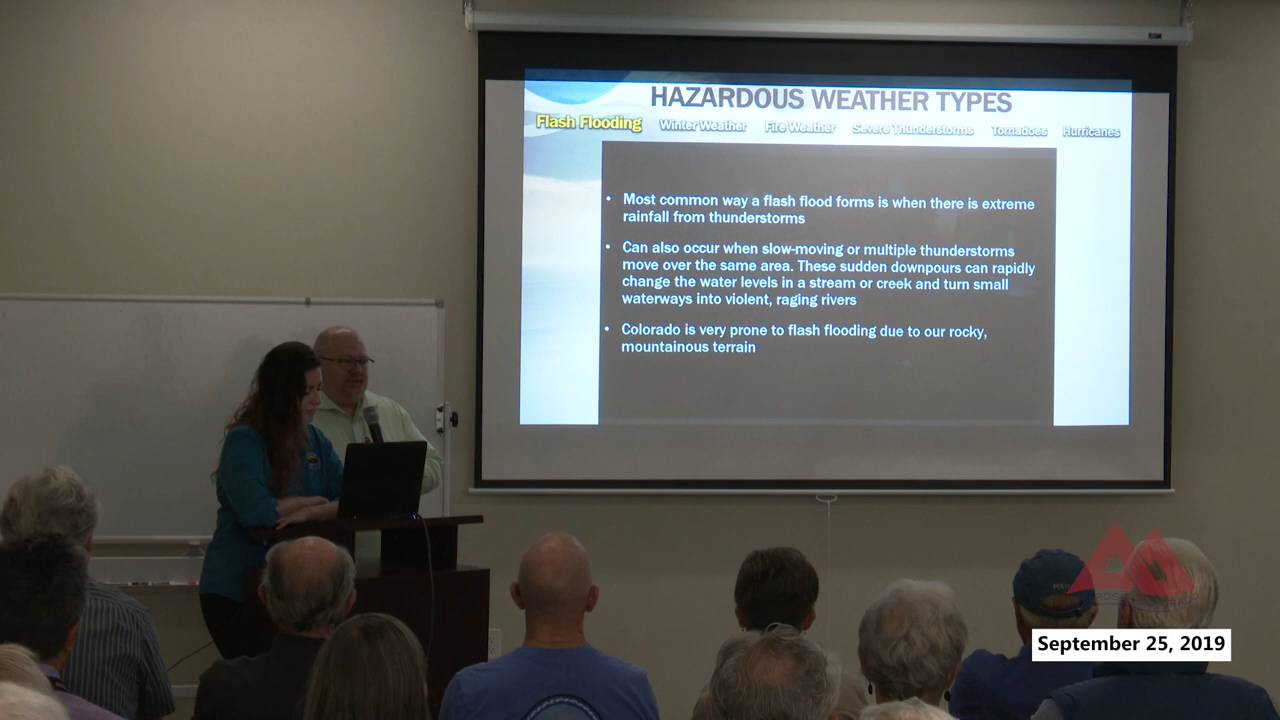 HAZARDOUS WEATHER TYPES
Flash Flooding Winter Weather Fire Weather Severe Thunderstorms Tornadoes Hurricanes
• Most common way a flash flood forms is when there is extreme
rainfall from thunderstorms
• Can also occur when slow-moving or multiple thunderstorms
move over the same area. These sudden downpours can rapidly
change the water levels in a stream or creek and turn small
waterways into violent, raging rivers
• Colorado is very prone to flash flooding due to our rocky,
mountainous terrain
September 25, 2019